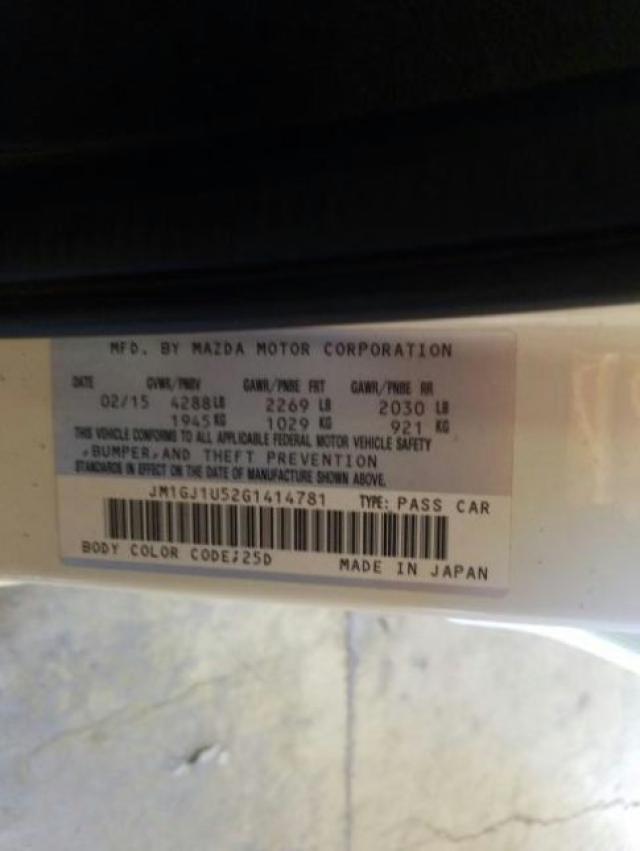 MFD. BY MAZDA MOTOR CORPORATION
DATE GVWR/PNBV GAWR/PNBE FRT GAWR/PNBE RR
02/15 4288LB 2269 LB 2030 LB
1945KG 1029 KG 921 KG
THIS VEHICLE CONFORMS TO ALL APPLICABLE FEDERAL MOTOR VEHICLE SAFETY
,BUMPER,AND THEFT PREVENTION
STANDARDS IN EFFECT ON THE DATE OF MANUFACTURE SHOWN ABOVE.
JM1GJ1U52G1414781 TYPE: PASS CAR
BODY COLOR CODE;25D MADE IN JAPAN